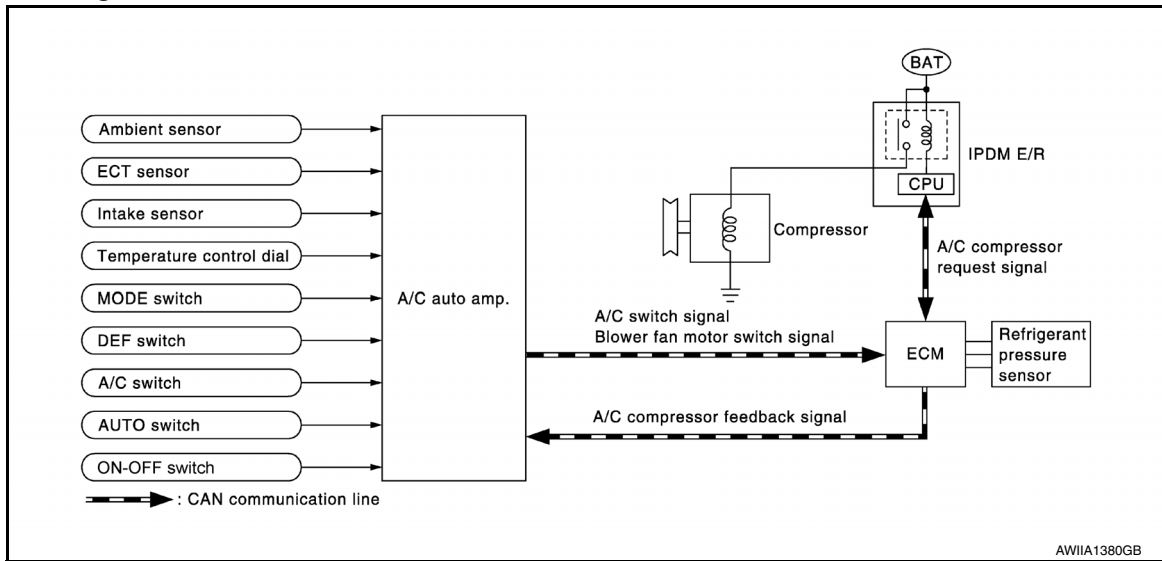 BAT
Ambient sensor
ECT sensor
Intake sensor
Temperature control dial
MODE switch
DEF switch
A/C switch
AUTO switch
ON-OFF switch
A/C auto amp.
IPDM E/R
CPU
Compressor
A/C compressor
request signal
A/C switch signal
Blower fan motor switch signal
ECM
Refrigerant
pressure
sensor
A/C compressor feedback signal
: CAN communication line
AWIIA1380GB